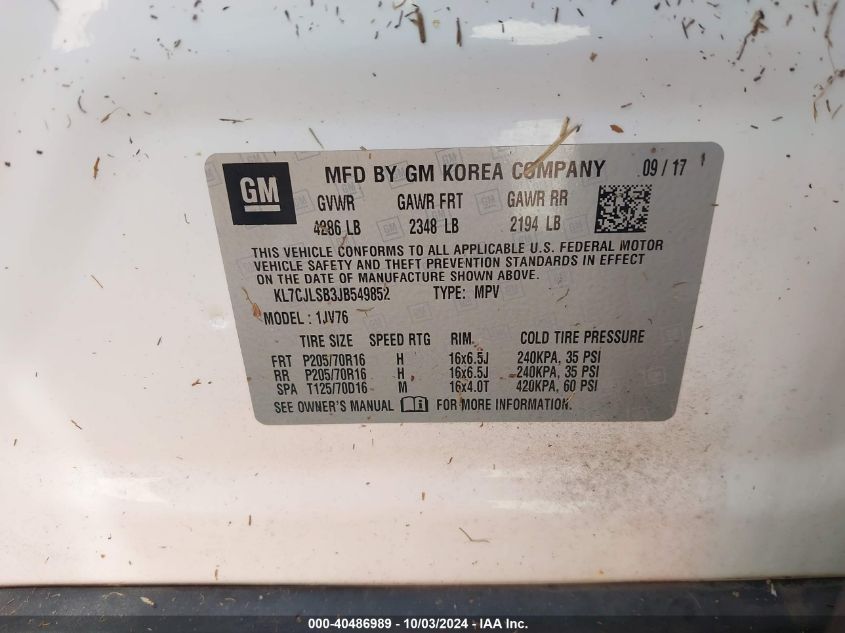 GM MFD BY GM KOREA COMPANY 09 / 17
GVWR GAWR FRT GAWR RR
4286 LB 2348 LB 2194 LB
THIS VEHICLE CONFORMS TO ALL APPLICABLE U.S. FEDERAL MOTOR
VEHICLE SAFETY AND THEFT PREVENTION STANDARDS IN EFFECT
ON THE DATE OF MANUFACTURE SHOWN ABOVE.
KL7CJLSB3JB549852 TYPE: MPV
MODEL: 1JV76
TIRE SIZE SPEED RTG RIM. COLD TIRE PRESSURE
FRT P205/70R16 H 16x6.5J 240KPA, 35 PSI
RR P205/70R16 H 16x6.5J 240KPA, 35 PSI
SPA T125/70D16 M 16x4.0T 420KPA, 60 PSI
SEE OWNER'S MANUAL FOR MORE INFORMATION.
000-40486989 - 10/03/2024 - IAA Inc.